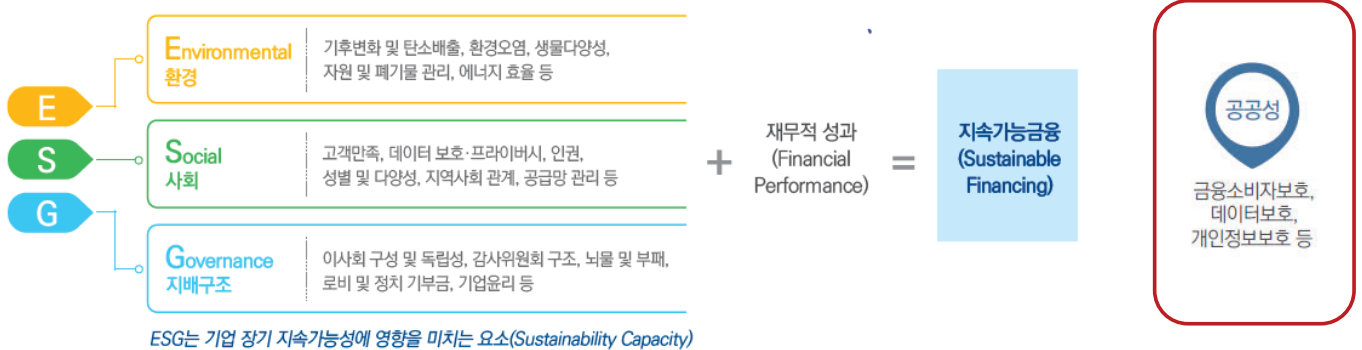 E
S
G
Environmental
환경
기후변화 및 탄소배출, 환경오염, 생물다양성,
자원 및 폐기물 관리, 에너지 효율 등
Social
사회
고객만족, 데이터 보호·프라이버시, 인권,
성별 및 다양성, 지역사회 관계, 공급망 관리 등
Governance
지배구조
이사회 구성 및 독립성, 감사위원회 구조, 뇌물 및 부패,
로비 및 정치 기부금, 기업윤리 등
ESG는 기업 장기 지속가능성에 영향을 미치는 요소(Sustainability Capacity)
+
재무적 성과
(Financial
Performance)
=
지속가능금융
(Sustainable
Financing)
공공성
금융소비자보호,
데이터보호,
개인정보보호 등